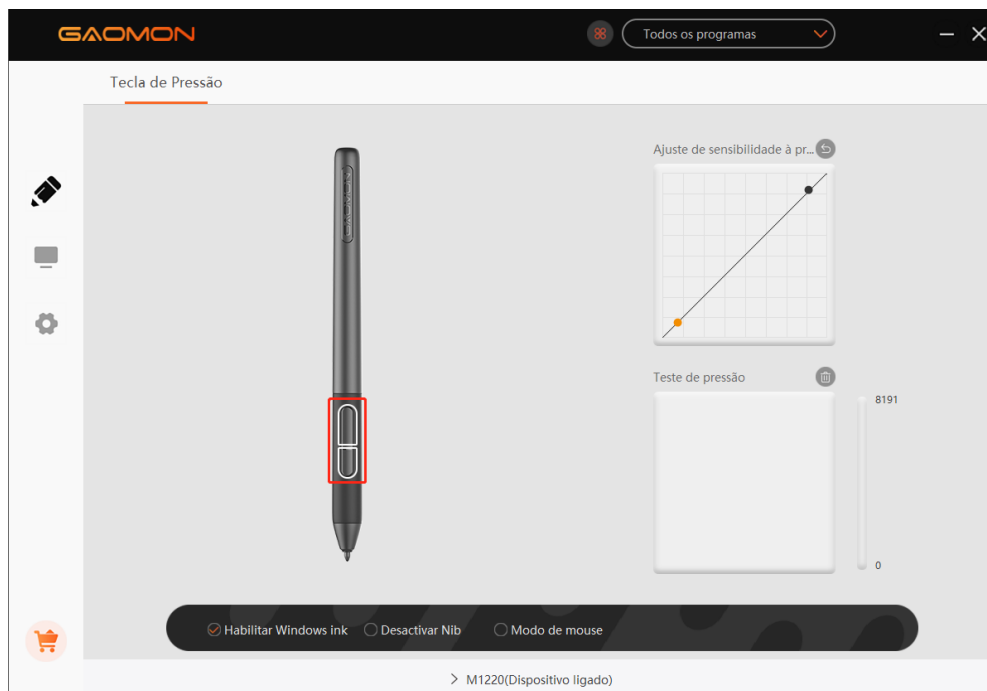 GAOMON
Todos os programas
Tecla de Pressão
Ajuste de sensibilidade à pr...
GAOMON
Teste de pressão
8191
0
Habilitar Windows ink
Desactivar Nib
Modo de mouse
M1220(Dispositivo ligado)